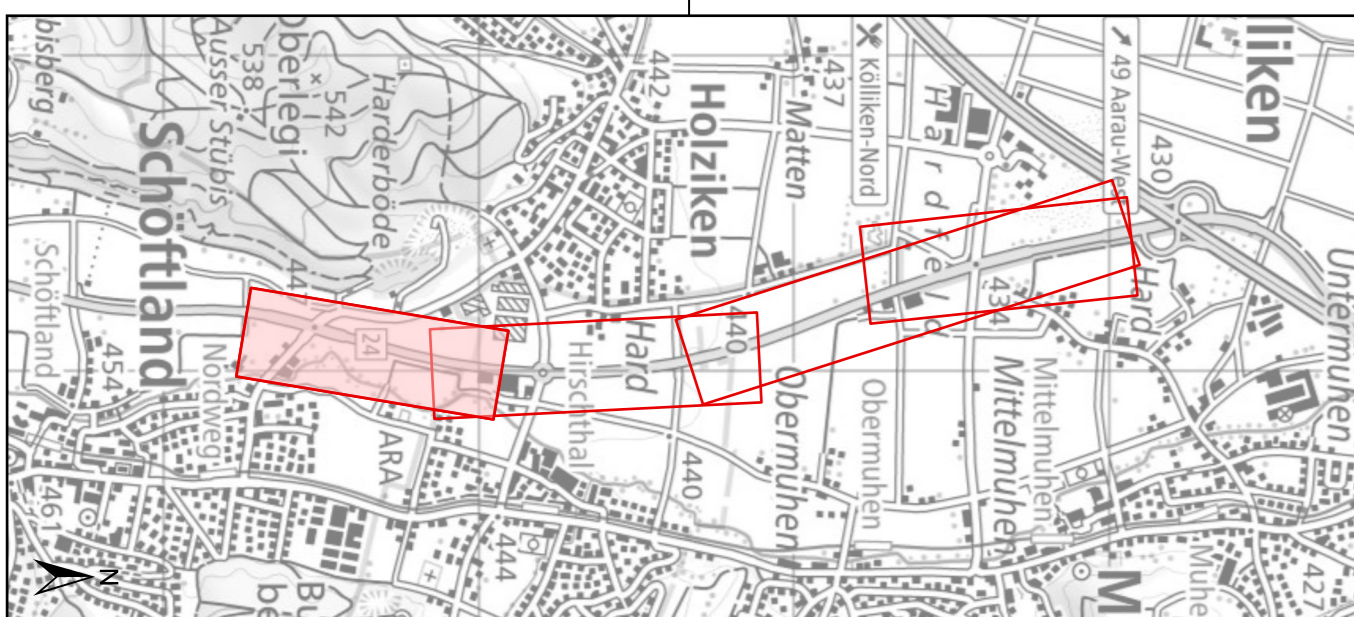 bisberg
Schöftland
Ausser Stübis
538
Oberlegi
542
Harderböde
442
Holziken
437
Matten
Kölliken-Nord
Hardfeld
49 Aarau-West
430
liken
Schöftland
454
Nordweg
24
ARA
461
Hirschthal
Hard
440
440
444
Obermuhen
Obermuhen
434
Mittelmuhen
Mittelmuhen
Hard
Untermuhen
427
M
Muhe
N